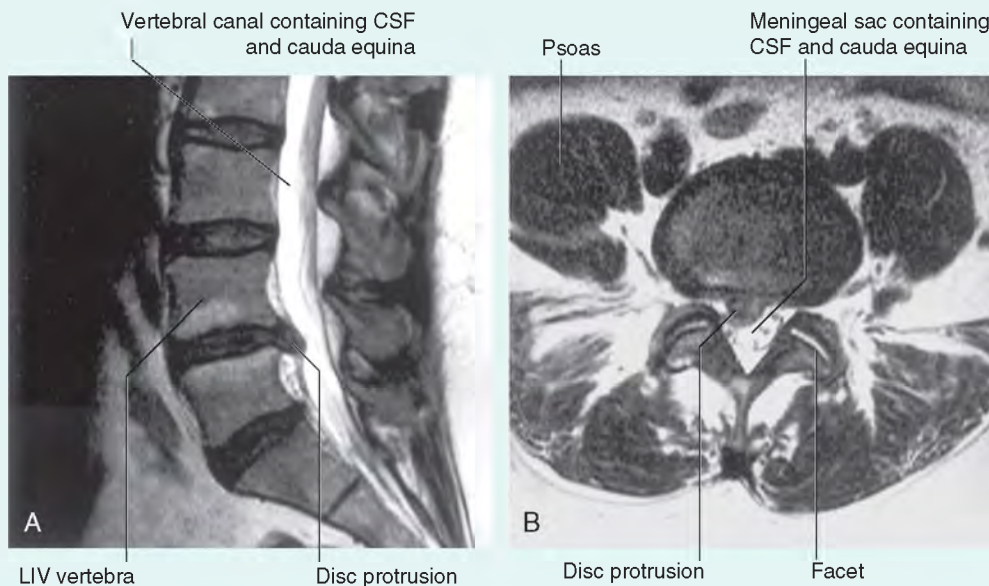 Vertebral canal containing CSF
and cauda equina
Psoas
Meningeal sac containing
CSF and cauda equina
A
B
LIV vertebra
Disc protrusion
Disc protrusion
Facet